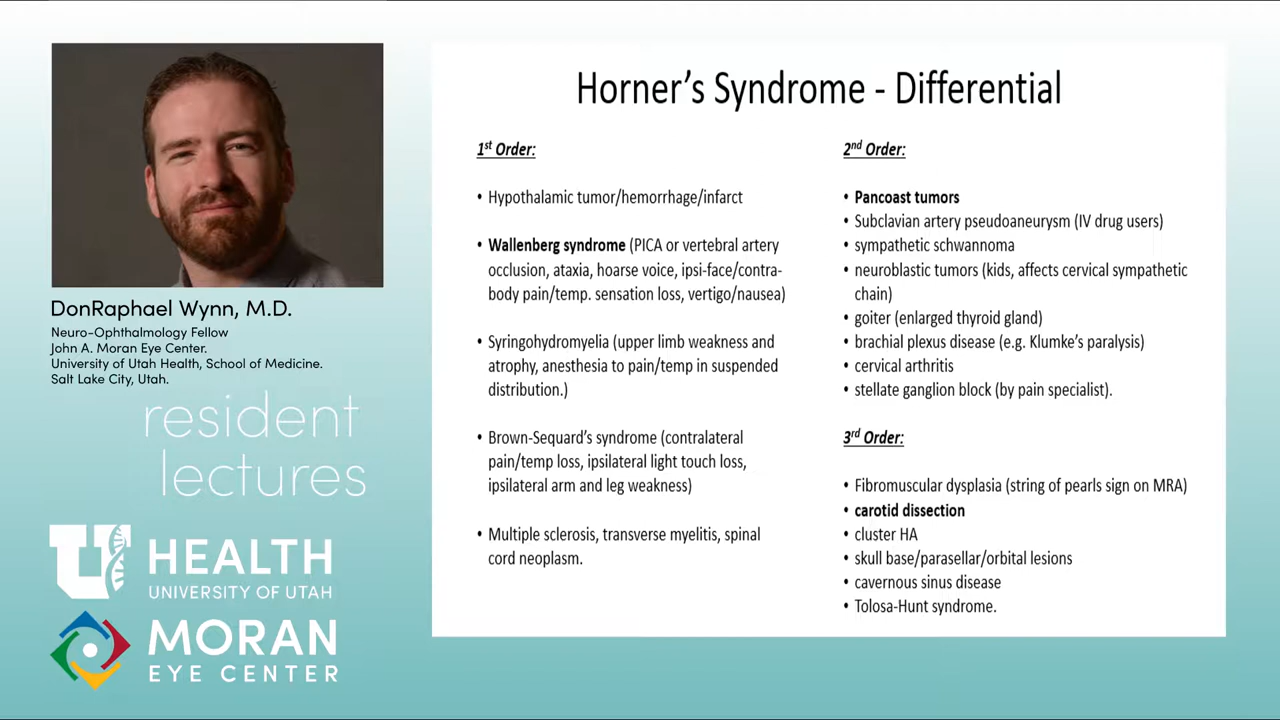 DonRaphael Wynn, M.D.
Neuro-Ophthalmology Fellow
John A. Moran Eye Center.
University of Utah Health, School of Medicine.
Salt Lake City, Utah.
resident
lectures
U HEALTH
UNIVERSITY OF UTAH
MORAN
EYE CENTER
Horner's Syndrome - Differential
1st Order:
• Hypothalamic tumor/hemorrhage/infarct
• Wallenberg syndrome (PICA or vertebral artery
occlusion, ataxia, hoarse voice, ipsi-face/contra-
body pain/temp. sensation loss, vertigo/nausea)
• Syringohydromyelia (upper limb weakness and
atrophy, anesthesia to pain/temp in suspended
distribution.)
• Brown-Sequard's syndrome (contralateral
pain/temp loss, ipsilateral light touch loss,
ipsilateral arm and leg weakness)
• Multiple sclerosis, transverse myelitis, spinal
cord neoplasm.
2nd Order:
• Pancoast tumors
• Subclavian artery pseudoaneurysm (IV drug users)
• sympathetic schwannoma
• neuroblastic tumors (kids, affects cervical sympathetic
chain)
• goiter (enlarged thyroid gland)
• brachial plexus disease (e.g. Klumke's paralysis)
• cervical arthritis
• stellate ganglion block (by pain specialist).
3rd Order:
• Fibromuscular dysplasia (string of pearls sign on MRA)
• carotid dissection
• cluster HA
• skull base/parasellar/orbital lesions
• cavernous sinus disease
• Tolosa-Hunt syndrome.